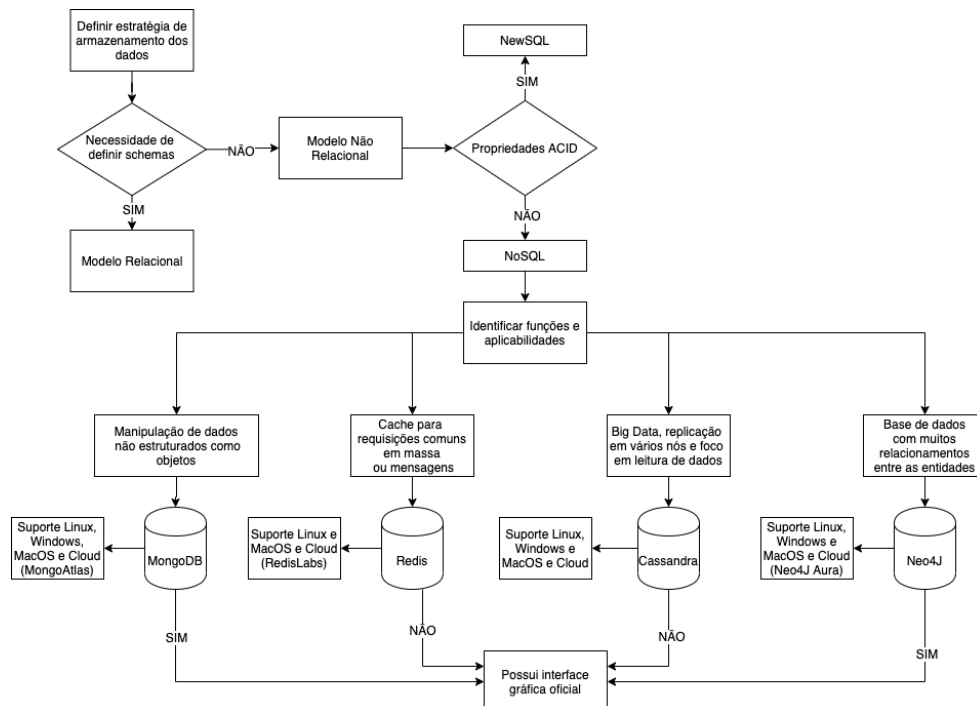 Definir estratégia de
armazenamento dos
dados
NewSQL
SIM
Necessidade de
definir schemas
NÃO
Modelo Não
Relacional
Propriedades ACID
SIM
NÃO
Modelo Relacional
NoSQL
Identificar funções e
aplicabilidades
Manipulação de dados
não estruturados como
objetos
Cache para
requisições comuns
em massa
ou mensagens
Big Data, replicação
em vários nós e foco
em leitura de dados
Base de dados
com muitos
relacionamentos
entre as entidades
Suporte Linux,
Windows,
MacOS e Cloud
(MongoAtlas)
MongoDB
Suporte Linux e
MacOS e Cloud
(RedisLabs)
Redis
Suporte Linux,
Windows e
MacOS e Cloud
Cassandra
Suporte Linux,
Windows e
MacOS e Cloud
(Neo4J Aura)
Neo4J
SIM
NÃO
NÃO
SIM
Possui interface
gráfica oficial